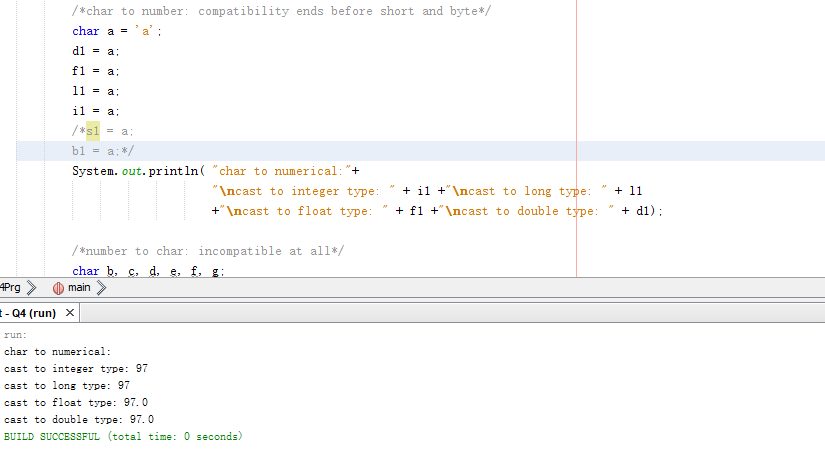 /*char to number: compatibility ends before short and byte*/
char a = 'a';
d1 = a;
f1 = a;
l1 = a;
i1 = a;
/*s1 = a;
b1 = a;*/
System.out.println( "char to numerical:"+
"\ncast to integer type: " + i1 +"\ncast to long type: " + l1
+"\ncast to float type: " + f1 +"\ncast to double type: " + d1);
/*number to char: incompatible at all*/
char b, c, d, e, f, g;
4Prg main
t - Q4 (run)
run:
char to numerical:
cast to integer type: 97
cast to long type: 97
cast to float type: 97.0
cast to double type: 97.0
BUILD SUCCESSFUL (total time: 0 seconds)